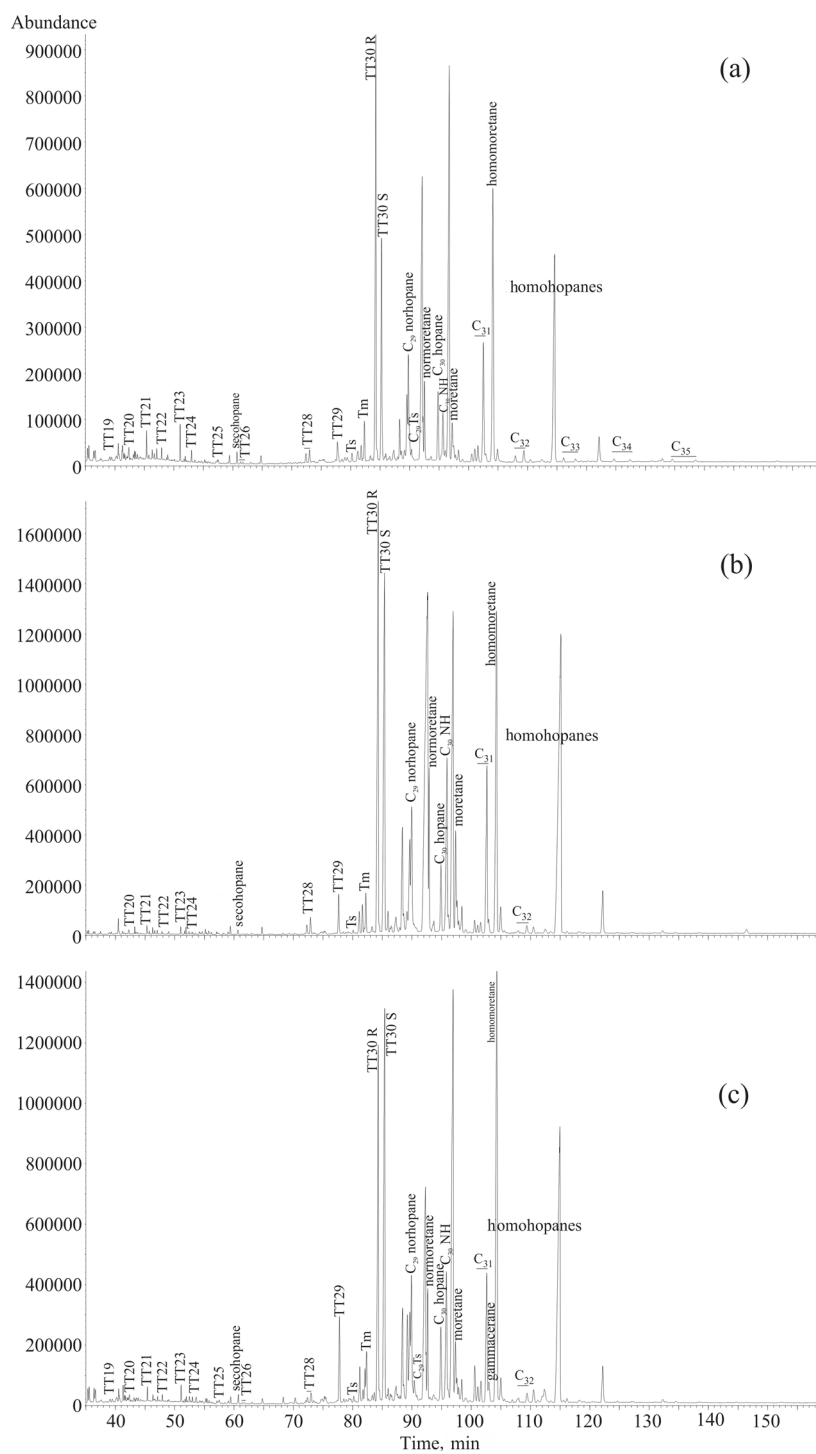 Abundance
(a)
900000
800000
700000
600000
500000
400000
300000
200000
100000
0
TT19
TT20
TT21
TT22
TT23
TT24
TT25
secohopane
TT26
TT28
TT29
Ts
Tm
TT30 R
TT30 S
C29 norhopane
C29Ts
normoretane
C30 hopane
C30 NH
moretane
C31
homomoretane
homohopanes
C32
C33
C34
C35
(b)
1600000
1400000
1200000
1000000
800000
600000
400000
200000
0
TT20
TT21
TT22
TT23
TT24
secohopane
TT28
TT29
Ts
Tm
TT30 R
TT30 S
C29 norhopane
normoretane
C30 hopane
C30 NH
moretane
C31
homomoretane
homohopanes
C32
(c)
1400000
1200000
1000000
800000
600000
400000
200000
0
TT19
TT20
TT21
TT22
TT23
TT24
TT25
secohopane
TT26
TT28
TT29
Ts
Tm
TT30 R
TT30 S
C29 norhopane
C29Ts
normoretane
C30 hopane
C30 NH
moretane
C31
gammacerane
homomoretane
homohopanes
C32
40 50 60 70 80 90 100 110 120 130 140 150
Time, min